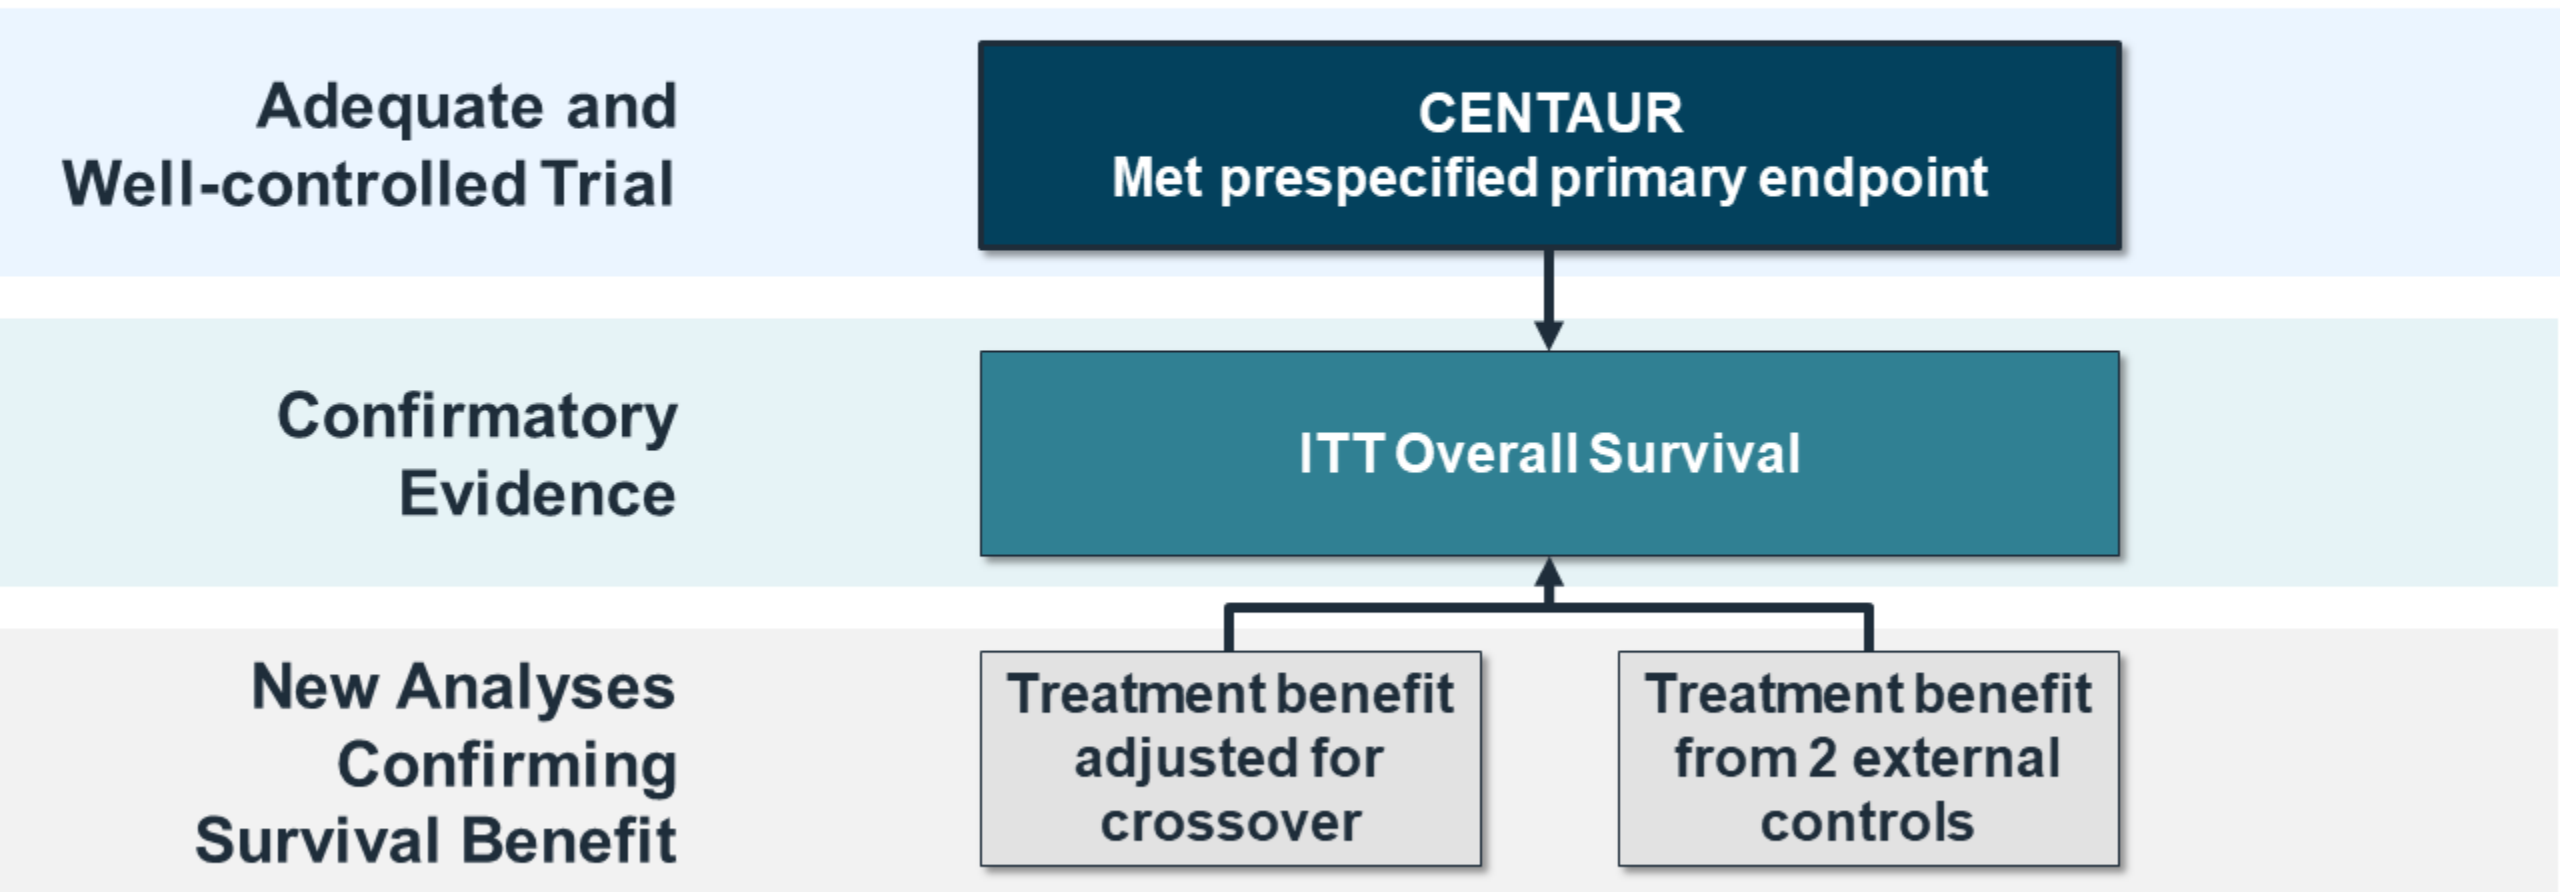 Adequate and
Well-controlled Trial
CENTAUR
Met prespecified primary endpoint
Confirmatory
Evidence
ITT Overall Survival
New Analyses
Confirming
Survival Benefit
Treatment benefit
adjusted for
crossover
Treatment benefit
from 2 external
controls